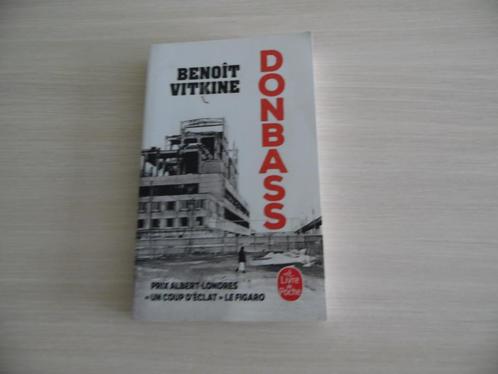 BENOÎT
VITKINE
DONBASS
PRIX ALBERT-LONDRES
« UN COUP D'ÉCLAT » LE FIGARO
Le Livre
de Poche